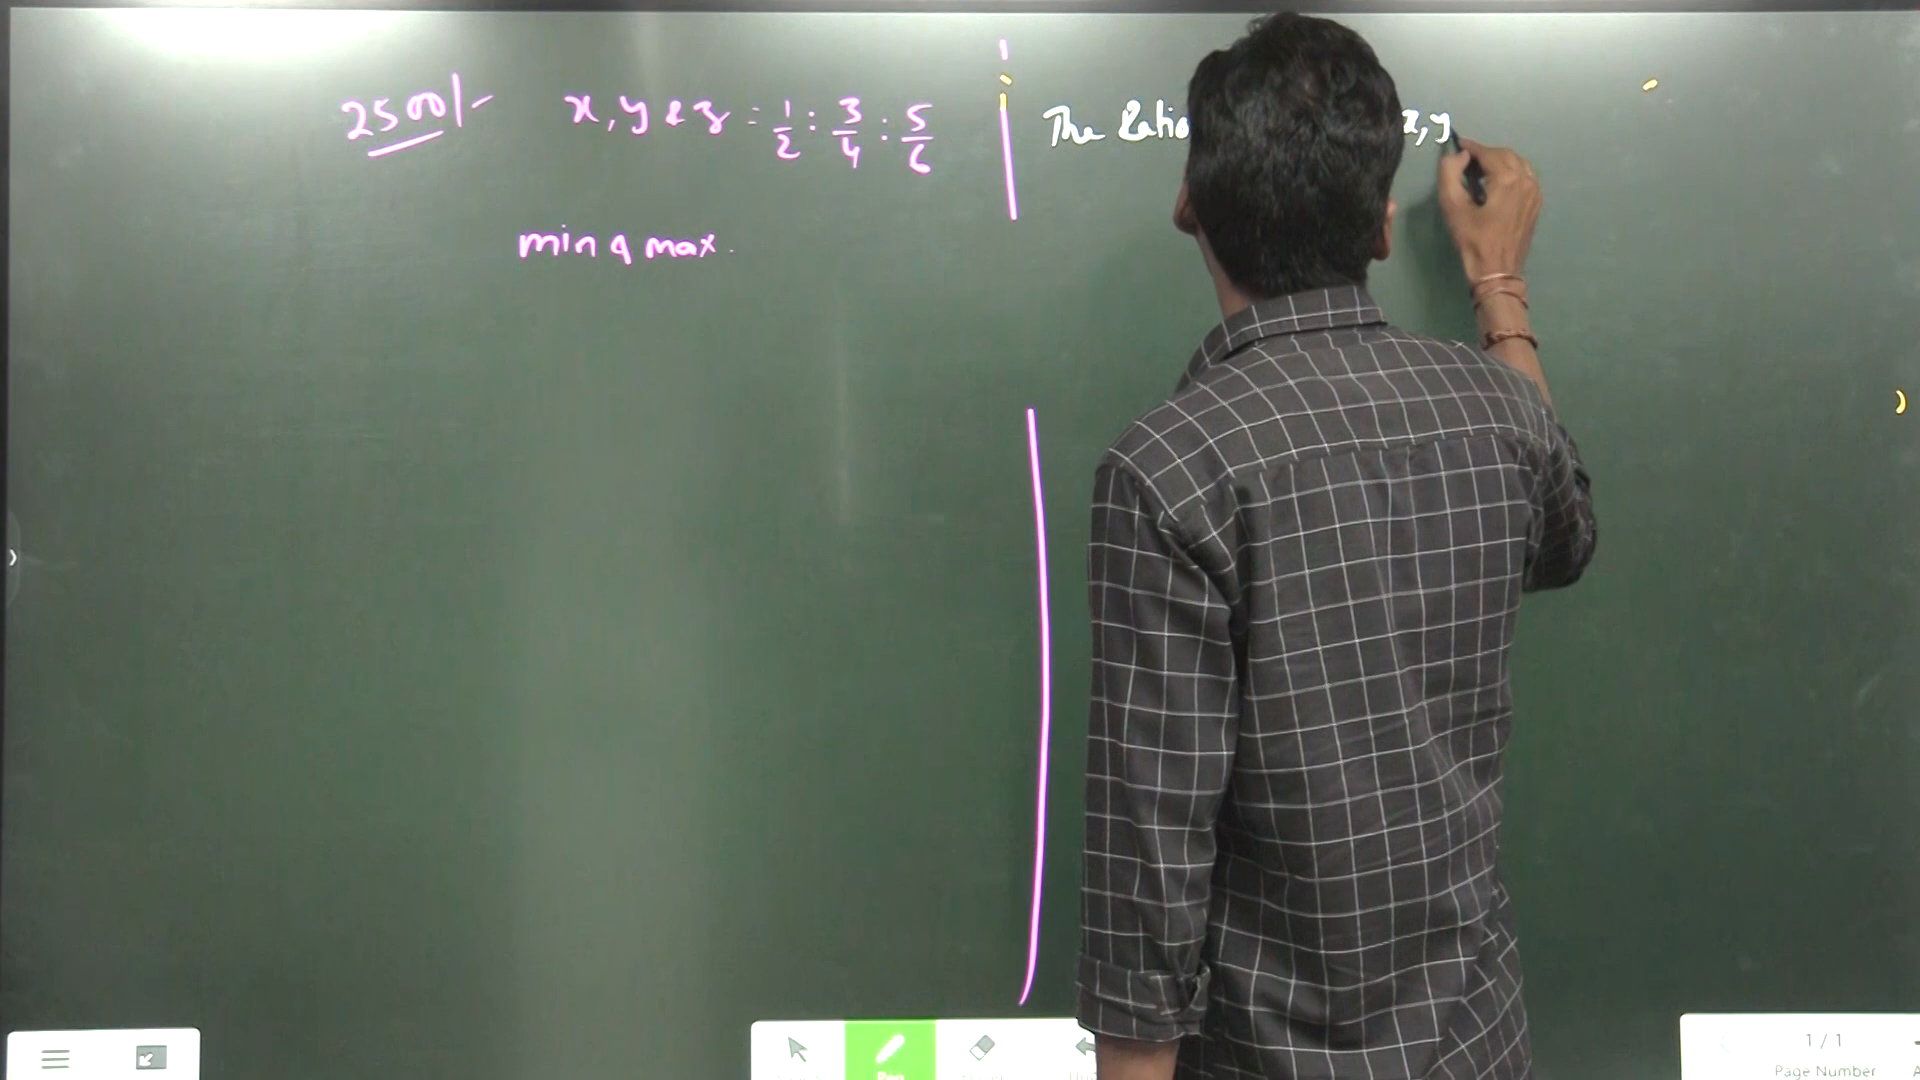 2500/- x, y & z = 1/2 : 3/4 : 5/6
min & max.
The Ratio x, y
1 / 1
Page Number